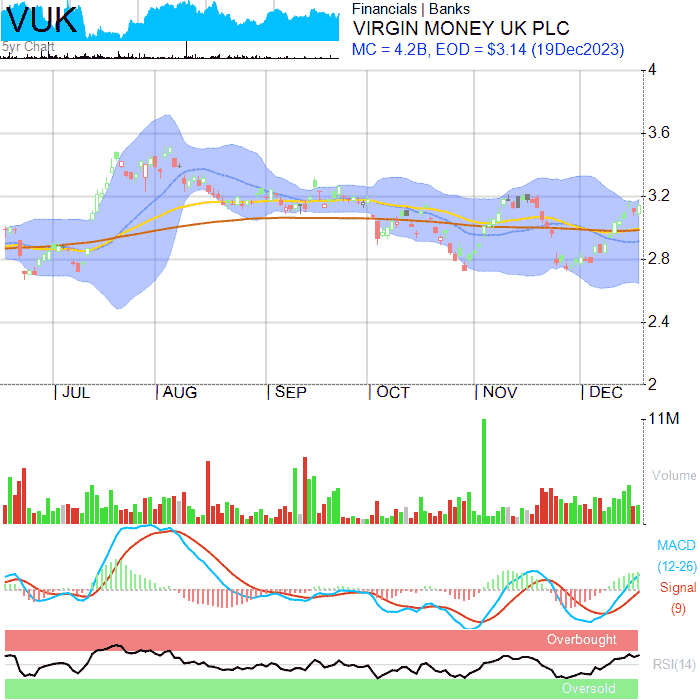 VUK
5yr Chart
Financials | Banks
VIRGIN MONEY UK PLC
MC = 4.2B, EOD = $3.14 (19Dec2023)
4
3.6
3.2
2.8
2.4
2
JUL AUG SEP OCT NOV DEC
11M
Volume
MACD
(12-26)
Signal
(9)
Overbought
RSI(14)
Oversold